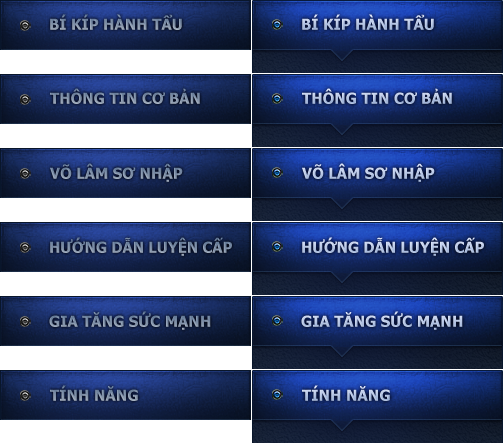 BÍ KÍP HÀNH TẨU BÍ KÍP HÀNH TẨU
THÔNG TIN CƠ BẢN THÔNG TIN CƠ BẢN
VÕ LÂM SƠ NHẬP VÕ LÂM SƠ NHẬP
HƯỚNG DẪN LUYỆN CẤP HƯỚNG DẪN LUYỆN CẤP
GIA TĂNG SỨC MẠNH GIA TĂNG SỨC MẠNH
TÍNH NĂNG TÍNH NĂNG